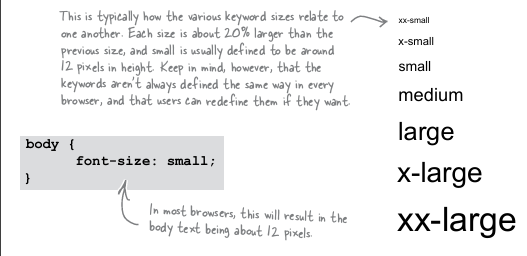 This is typically how the various keyword sizes relate to
one another. Each size is about 20% larger than the
previous size, and small is usually defined to be around
12 pixels in height. Keep in mind, however, that the
keywords aren't always defined the same way in every
browser, and that users can redefine them if they want.
xx-small
x-small
small
medium
large
x-large
xx-large
body {
font-size: small;
}
In most browsers, this will result in the
body text being about 12 pixels.